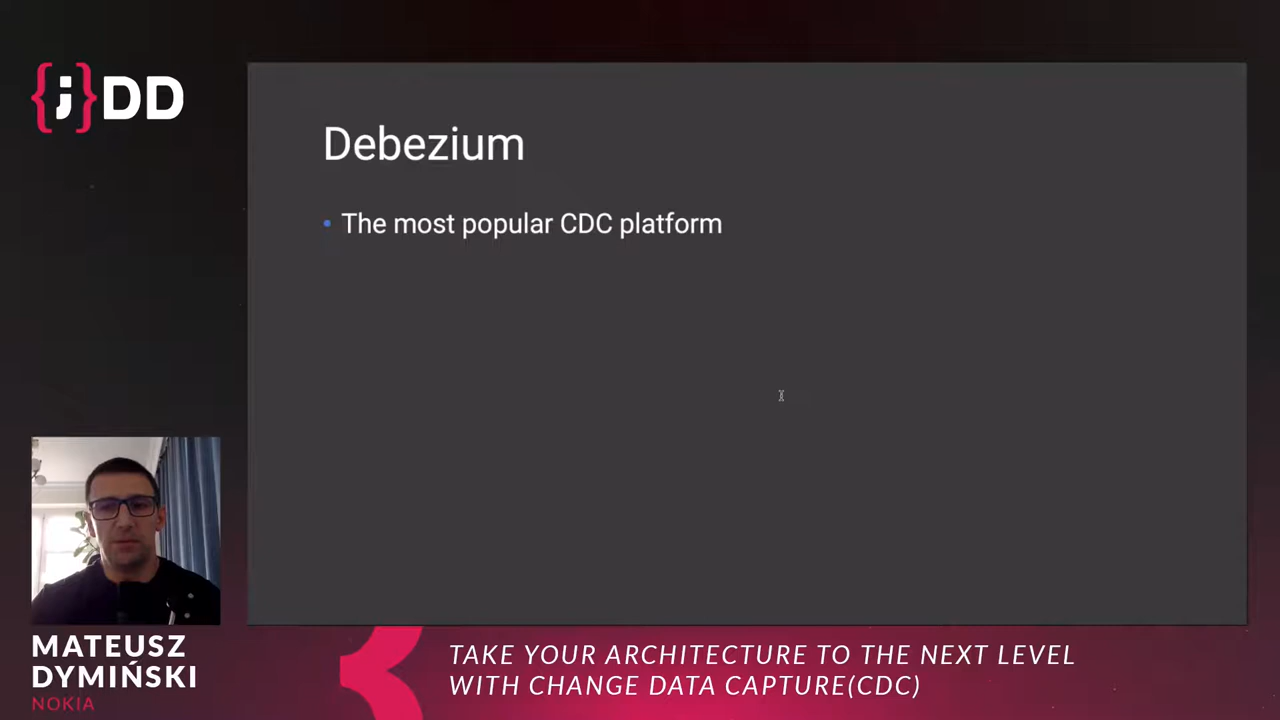 {;}DD
Debezium
• The most popular CDC platform
MATEUSZ
DYMIŃSKI
NOKIA
TAKE YOUR ARCHITECTURE TO THE NEXT LEVEL
WITH CHANGE DATA CAPTURE(CDC)